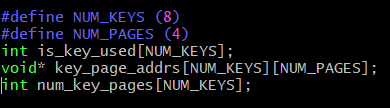 #define NUM_KEYS (8)
#define NUM_PAGES (4)
int is_key_used[NUM_KEYS];
void* key_page_addrs[NUM_KEYS][NUM_PAGES];
int num_key_pages[NUM_KEYS];